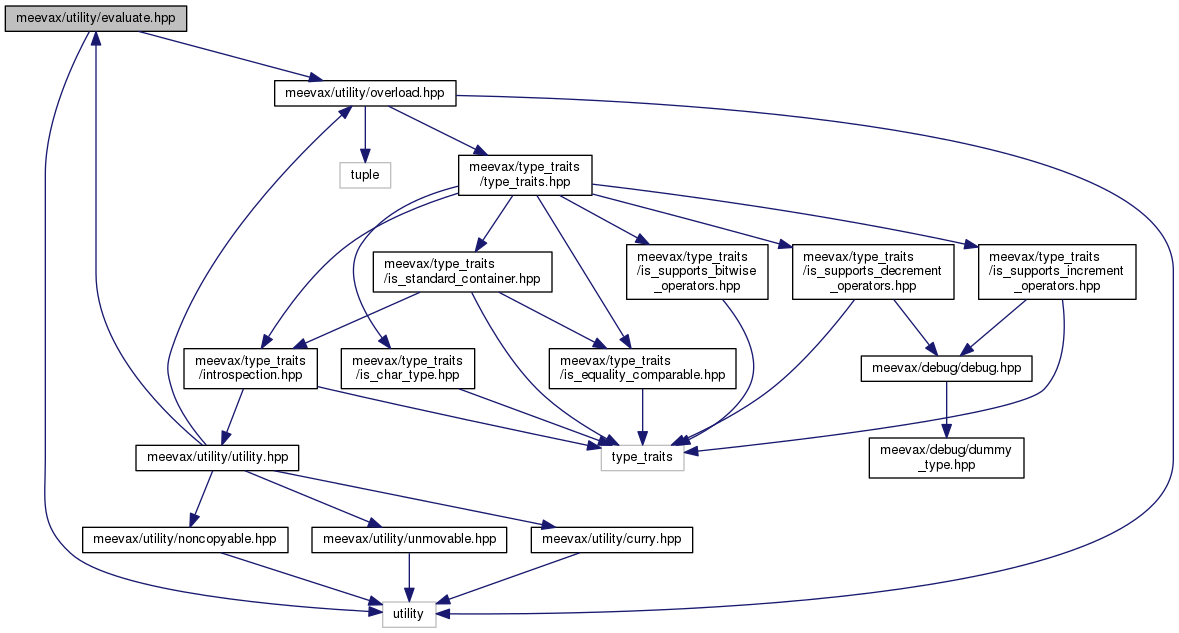 meevax/utility/evaluate.hpp
meevax/utility/overload.hpp
tuple
meevax/type_traits
/type_traits.hpp
meevax/type_traits
/is_standard_container.hpp
meevax/type_traits
/is_supports_bitwise
_operators.hpp
meevax/type_traits
/is_supports_decrement
_operators.hpp
meevax/type_traits
/is_supports_increment
_operators.hpp
meevax/type_traits
/introspection.hpp
meevax/type_traits
/is_char_type.hpp
meevax/type_traits
/is_equality_comparable.hpp
meevax/debug/debug.hpp
meevax/utility/utility.hpp
type_traits
meevax/debug/dummy
_type.hpp
meevax/utility/noncopyable.hpp
meevax/utility/unmovable.hpp
meevax/utility/curry.hpp
utility